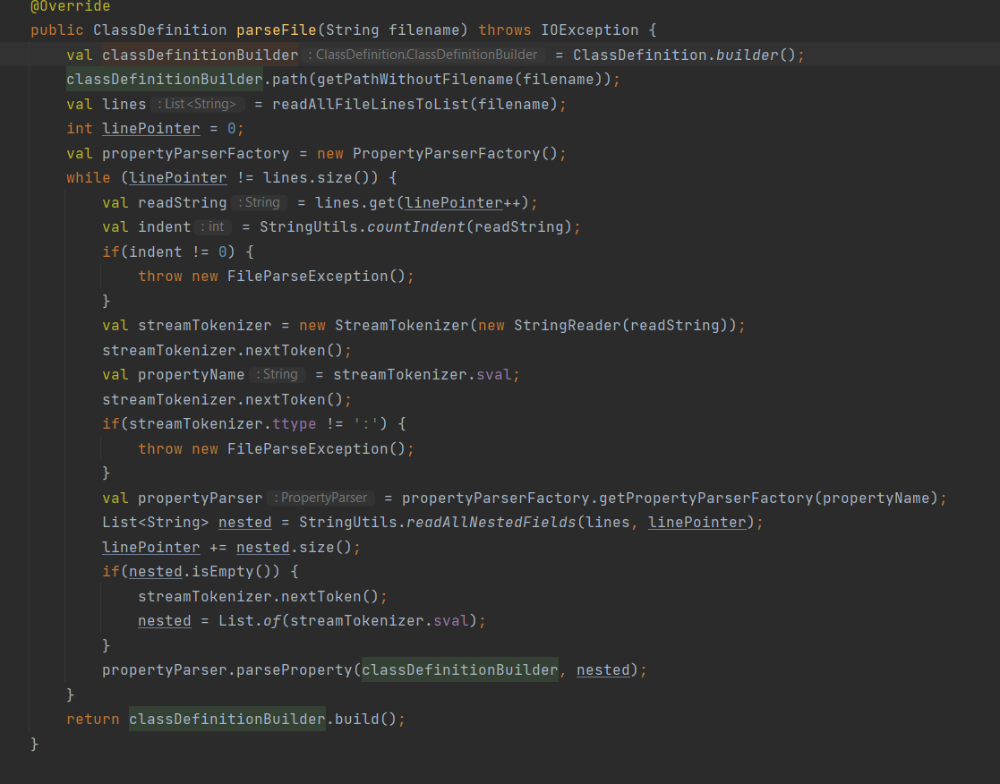 @Override
public ClassDefinition parseFile(String filename) throws IOException {
    val classDefinitionBuilder : ClassDefinition.ClassDefinitionBuilder = ClassDefinition.builder();
    classDefinitionBuilder.path(getPathWithoutFilename(filename));
    val lines : List<String> = readAllFileLinesToList(filename);
    int linePointer = 0;
    val propertyParserFactory = new PropertyParserFactory();
    while (linePointer != lines.size()) {
        val readString : String = lines.get(linePointer++);
        val indent : int = StringUtils.countIndent(readString);
        if(indent != 0) {
            throw new FileParseException();
        }
        val streamTokenizer = new StreamTokenizer(new StringReader(readString));
        streamTokenizer.nextToken();
        val propertyName : String = streamTokenizer.sval;
        streamTokenizer.nextToken();
        if(streamTokenizer.ttype != ':') {
            throw new FileParseException();
        }
        val propertyParser : PropertyParser = propertyParserFactory.getPropertyParserFactory(propertyName);
        List<String> nested = StringUtils.readAllNestedFields(lines, linePointer);
        linePointer += nested.size();
        if(nested.isEmpty()) {
            streamTokenizer.nextToken();
            nested = List.of(streamTokenizer.sval);
        }
        propertyParser.parseProperty(classDefinitionBuilder, nested);
    }
    return classDefinitionBuilder.build();
}